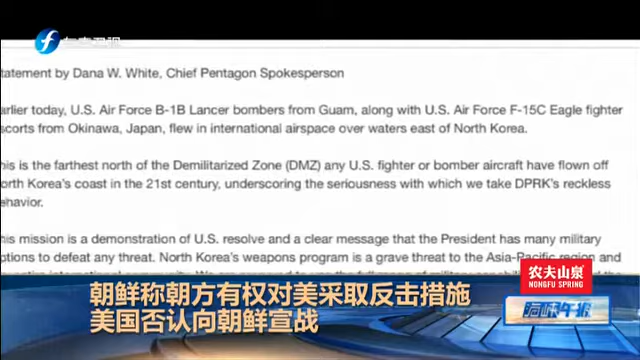 东南卫视
tatement by Dana W. White, Chief Pentagon Spokesperson
arlier today, U.S. Air Force B-1B Lancer bombers from Guam, along with U.S. Air Force F-15C Eagle fighter
scorts from Okinawa, Japan, flew in international airspace over waters east of North Korea.
his is the farthest north of the Demilitarized Zone (DMZ) any U.S. fighter or bomber aircraft have flown off
orth Korea's coast in the 21st century, underscoring the seriousness with which we take DPRK's reckless
ehavior.
his mission is a demonstration of U.S. resolve and a clear message that the President has many military
ptions to defeat any threat. North Korea's weapons program is a grave threat to the Asia-Pacific region and
农夫山泉
NONGFU SPRING
朝鲜称朝方有权对美采取反击措施
美国否认向朝鲜宣战
海峡午报